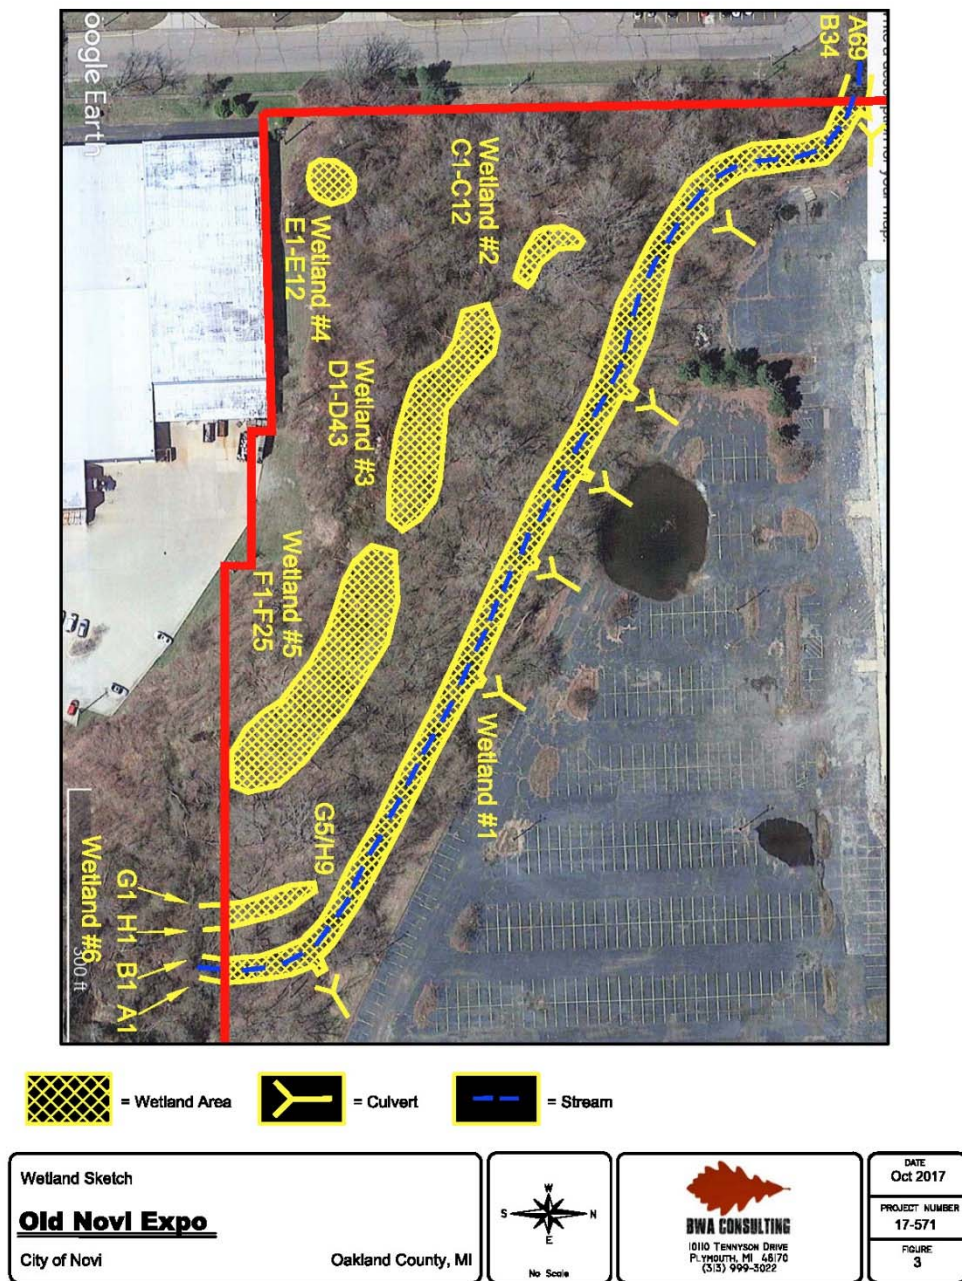 Google Earth
A69
B34
Wetland #2
C1-C12
Wetland #4
E1-E12
Wetland #3
D1-D43
Wetland #5
F1-F25
Wetland #1
G5/H9
Wetland #6
G1
H1
B1
A1
300 ft
= Wetland Area
= Culvert
= Stream
Wetland Sketch
Old Novi Expo
City of Novi
Oakland County, MI
W
S
N
E
No Scale
BWA CONSULTING
10110 TENNYSON DRIVE
PLYMOUTH, MI 48170
(313) 999-3022
DATE
Oct 2017
PROJECT NUMBER
17-571
FIGURE
3